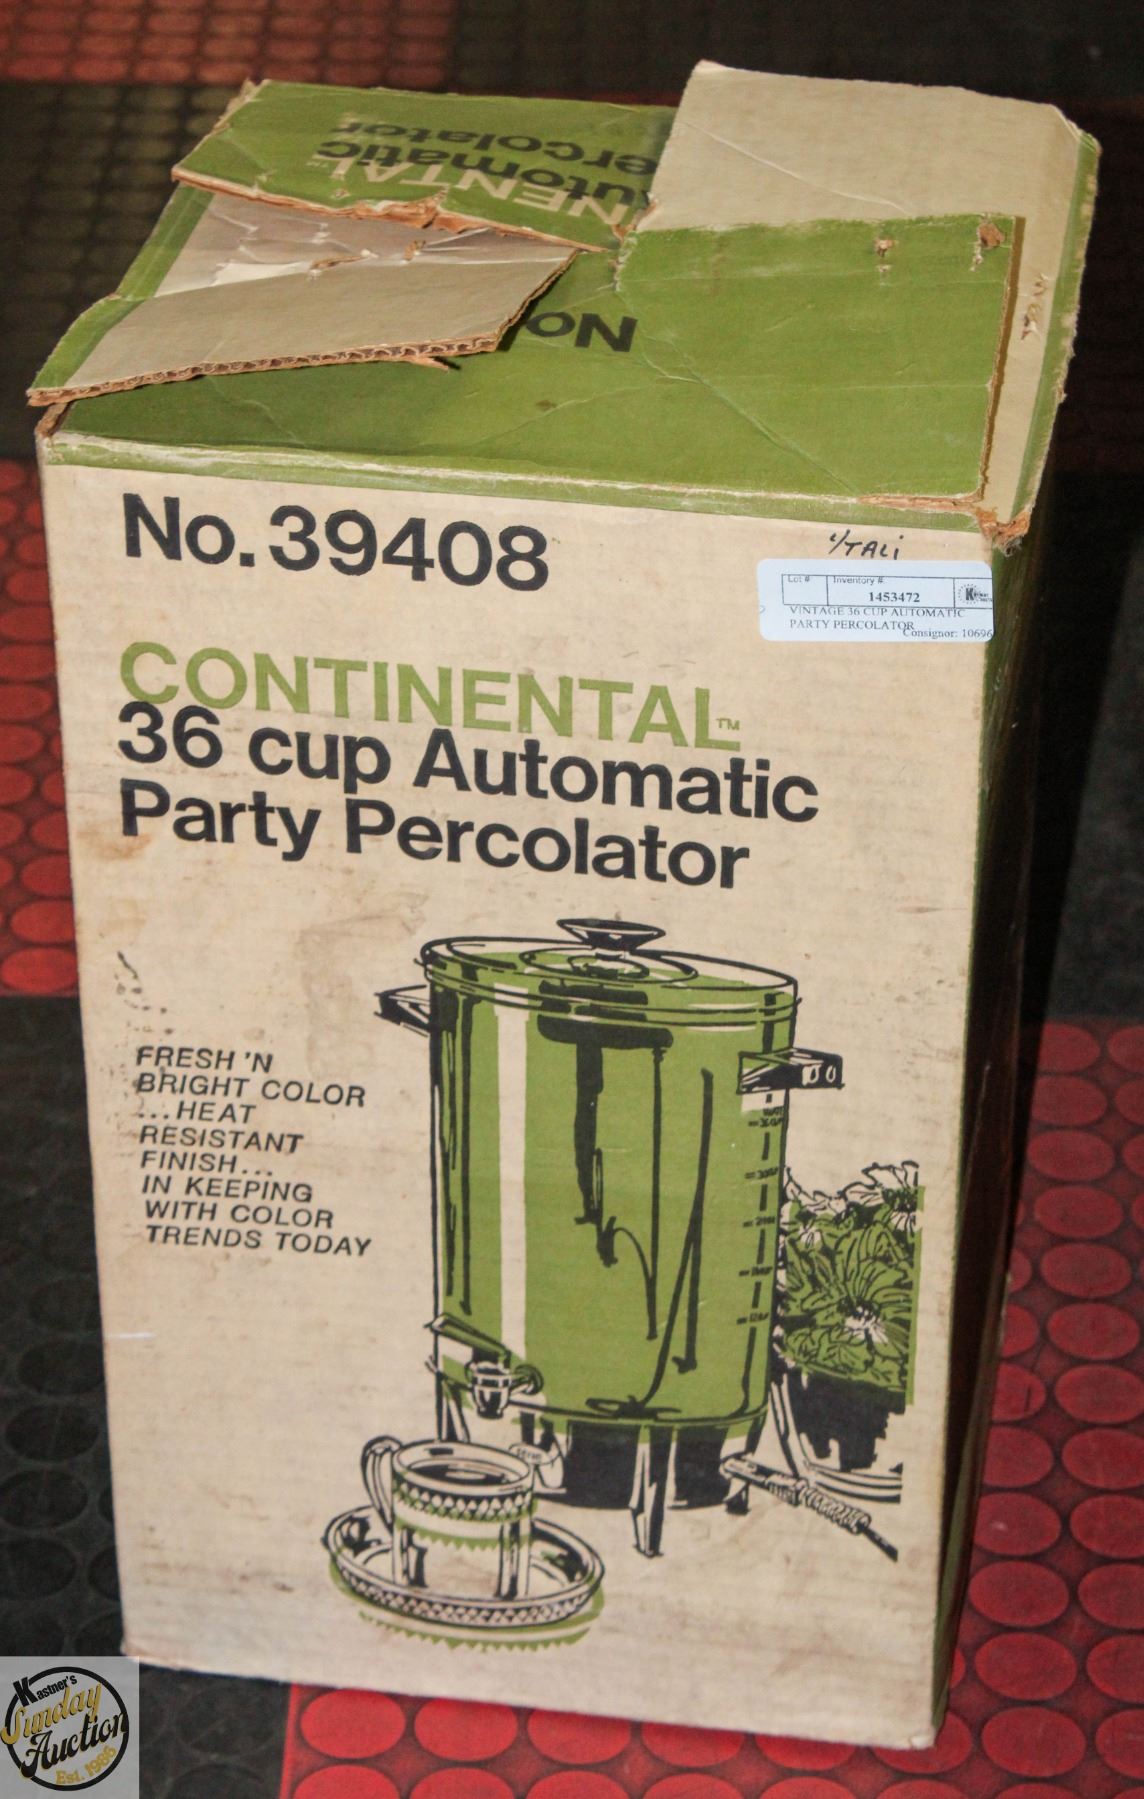 CONTINENTAL
Automatic
Percolator
No.
No. 39408
Lot #
Inventory #
1453472
VINTAGE 36 CUP AUTOMATIC
PARTY PERCOLATOR
Consignor: 10696
CONTINENTAL™
36 cup Automatic
Party Percolator
FRESH 'N
BRIGHT COLOR
...HEAT
RESISTANT
FINISH...
IN KEEPING
WITH COLOR
TRENDS TODAY
Kastner's
Sunday
Auction
Est. 1986